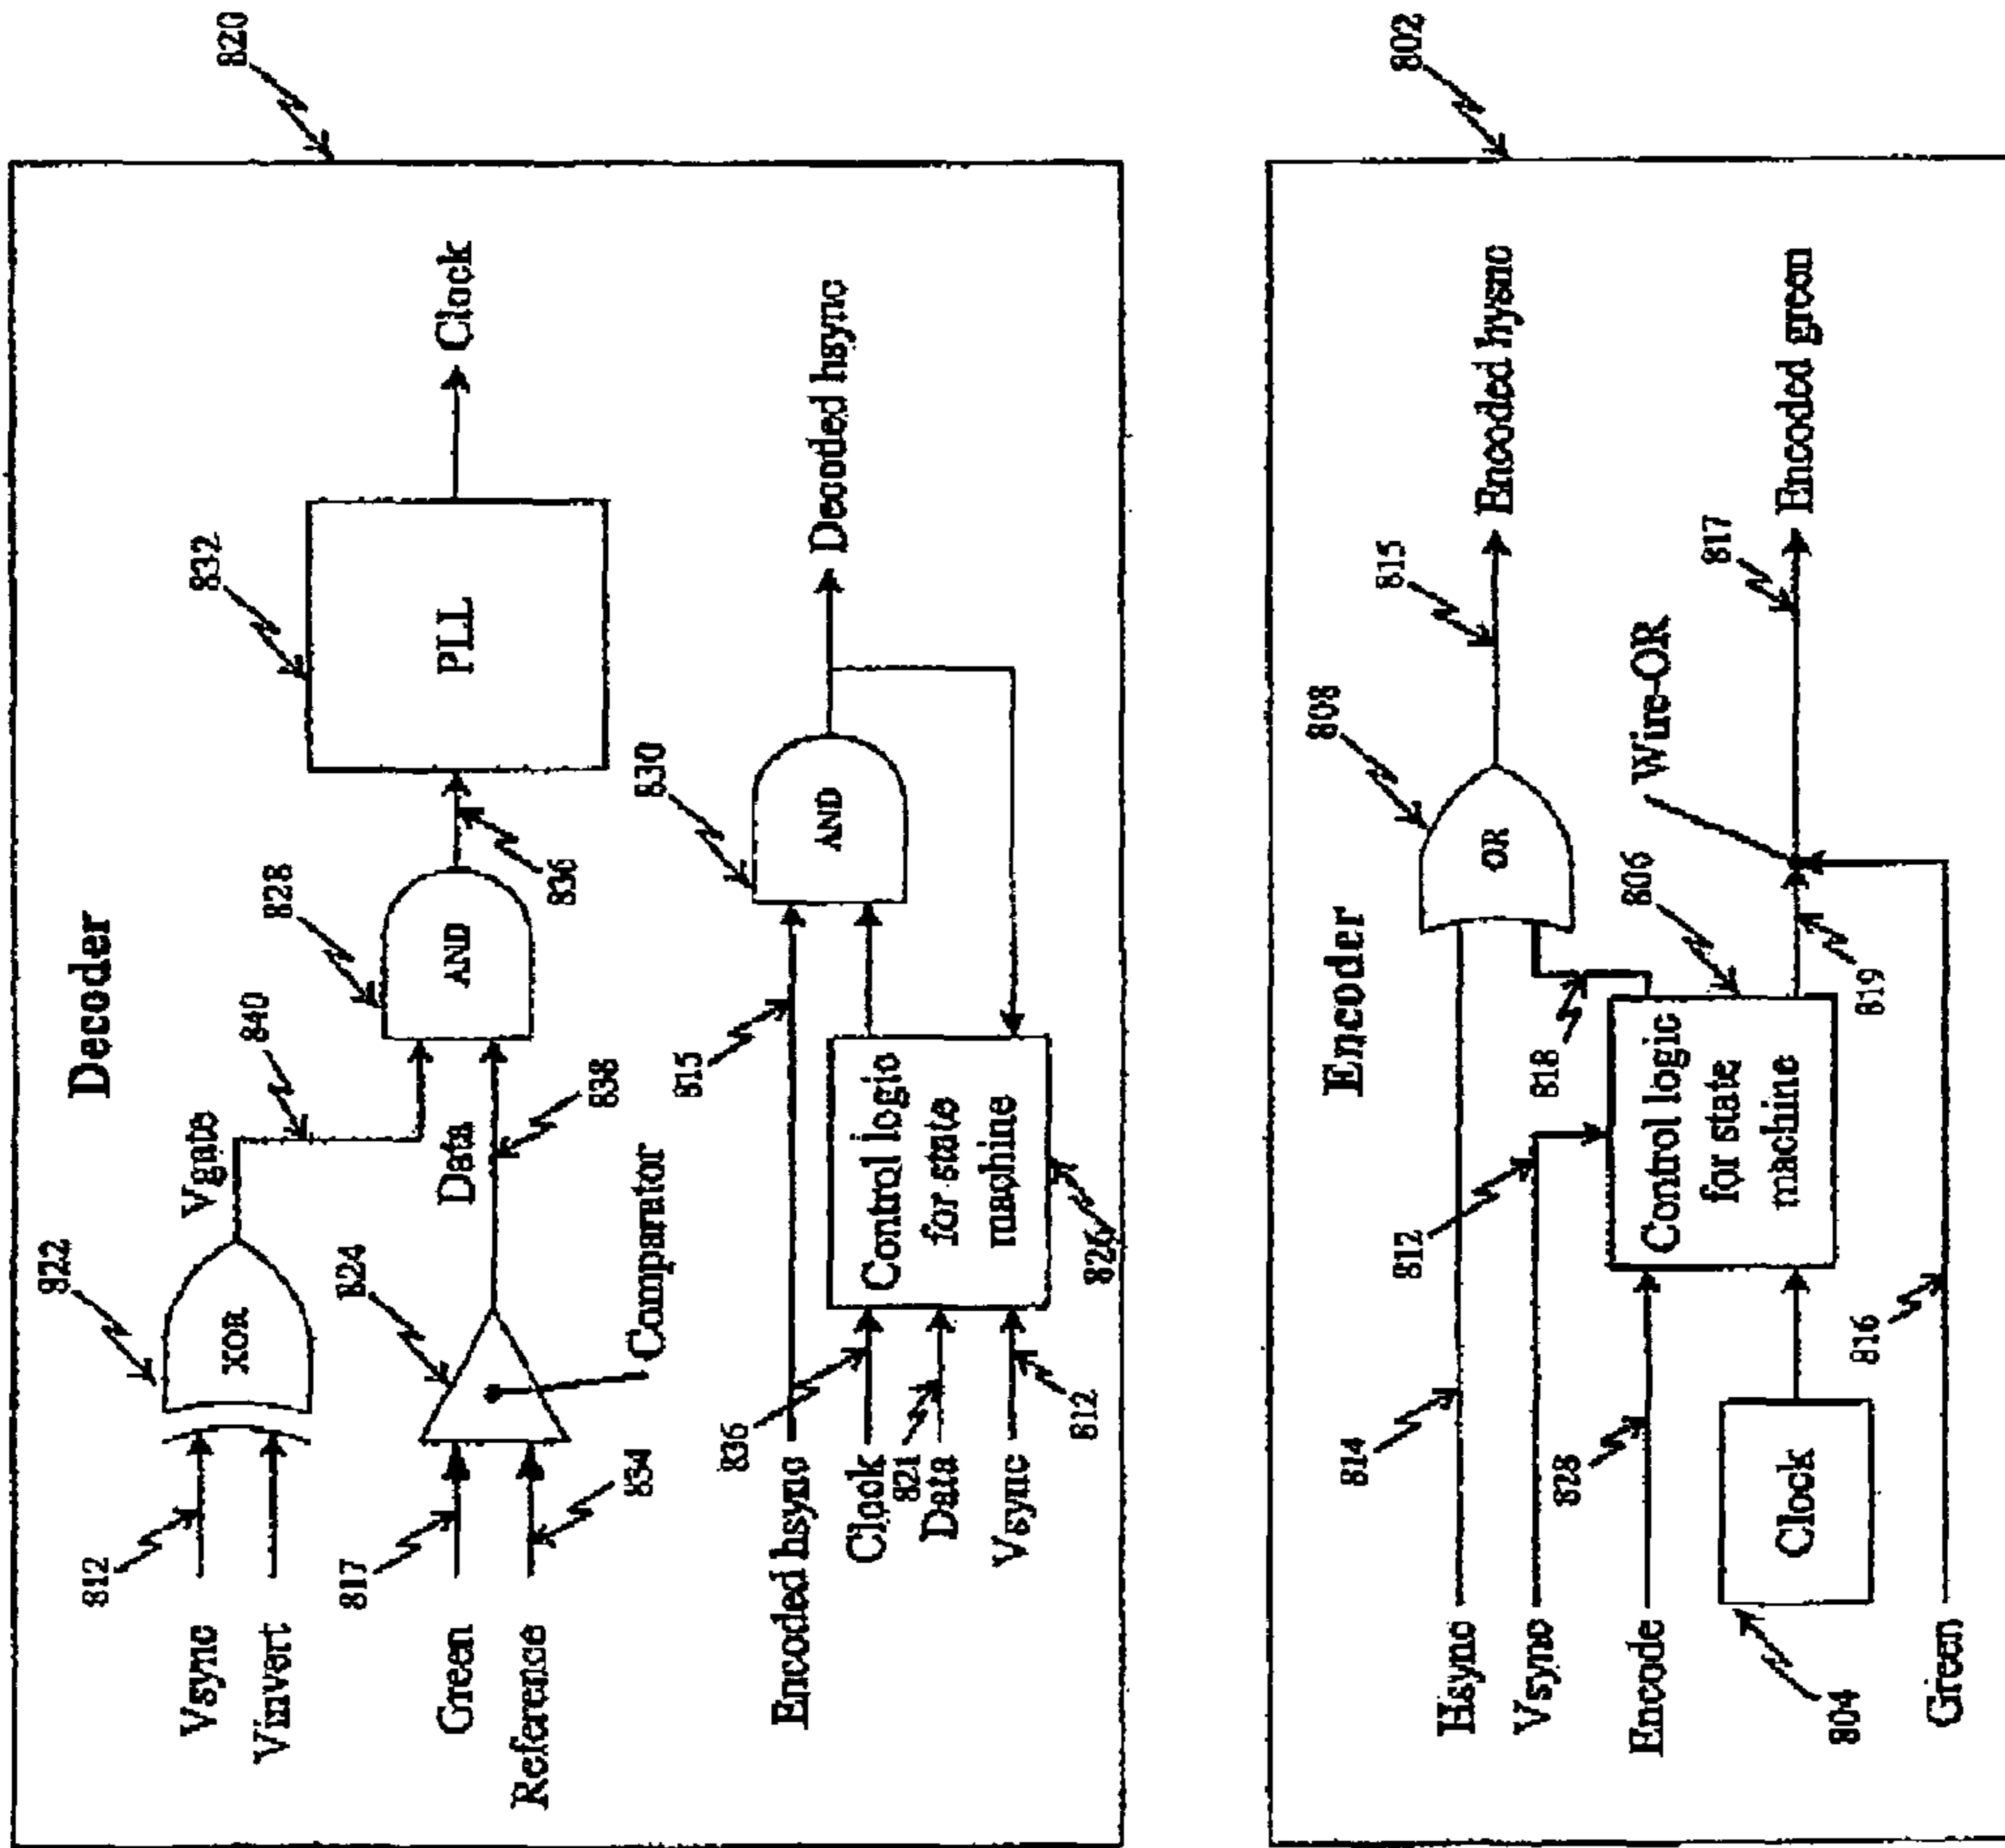 820
Decoder
822
Vsync
812
Vinvert
XOR
Vgate
840
828
AND
832
PLL
Clock
824
Green
817
Reference
834
Data
838
836
Comparator
Encoded hsync
815
830
AND
Decoded hsync
836
Clock
821
Data
Vsync
812
Control logic
for state
machine
826
802
Encoder
Hsync
814
Vsync
812
Encode
828
808
OR
815
Encoded hysnc
818
Control logic
for state
machine
806
Wire-OR
817
Encoded green
819
Clock
804
Green
816